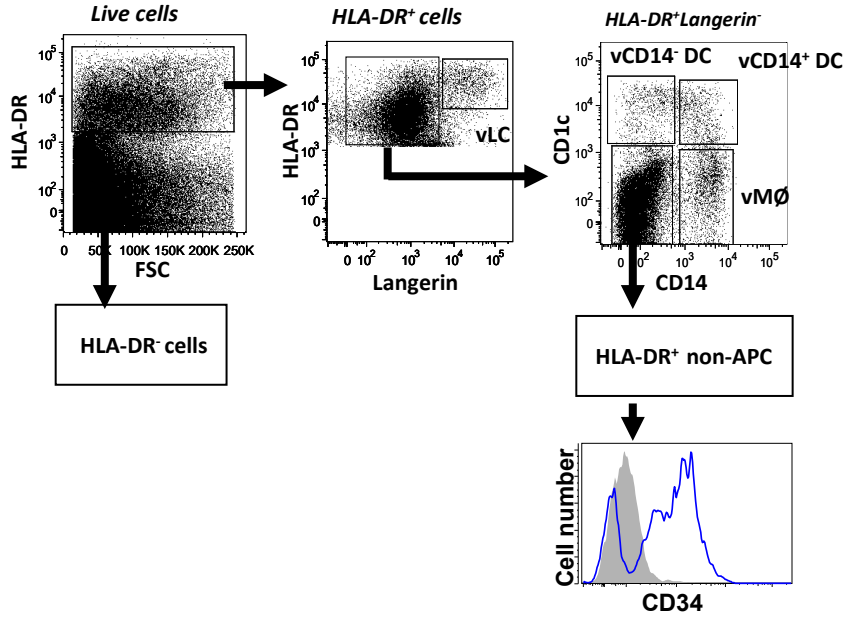 Live cells
HLA-DR⁺ cells
HLA-DR⁺Langerin⁻
HLA-DR
10⁵
10⁴
10³
10²
0
0 50K 100K 150K 200K 250K
FSC
HLA-DR
10⁵
10⁴
10³
10²
0
vLC
0 10² 10³ 10⁴ 10⁵
Langerin
vCD14⁻ DC
vCD14⁺ DC
CD1c
10⁵
10⁴
10³
10²
0
vMØ
0 10² 10³ 10⁴ 10⁵
CD14
HLA-DR⁻ cells
HLA-DR⁺ non-APC
Cell number
CD34